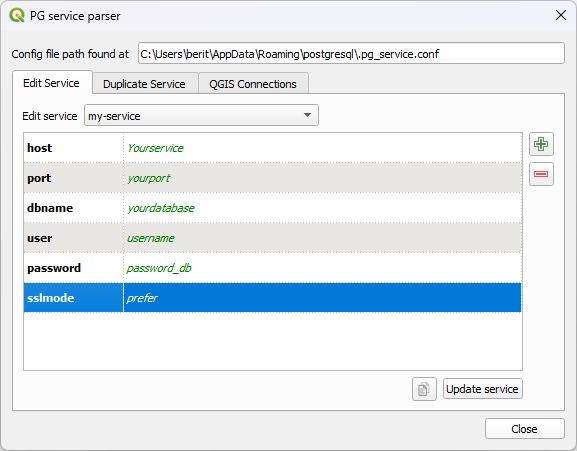 PG service parser
Config file path found at C:\Users\berit\AppData\Roaming\postgresql\.pg_service.conf
Edit Service Duplicate Service QGIS Connections
Edit service my-service
host Yourservice
port yourport
dbname yourdatabase
user username
password password_db
sslmode prefer
Update service
Close